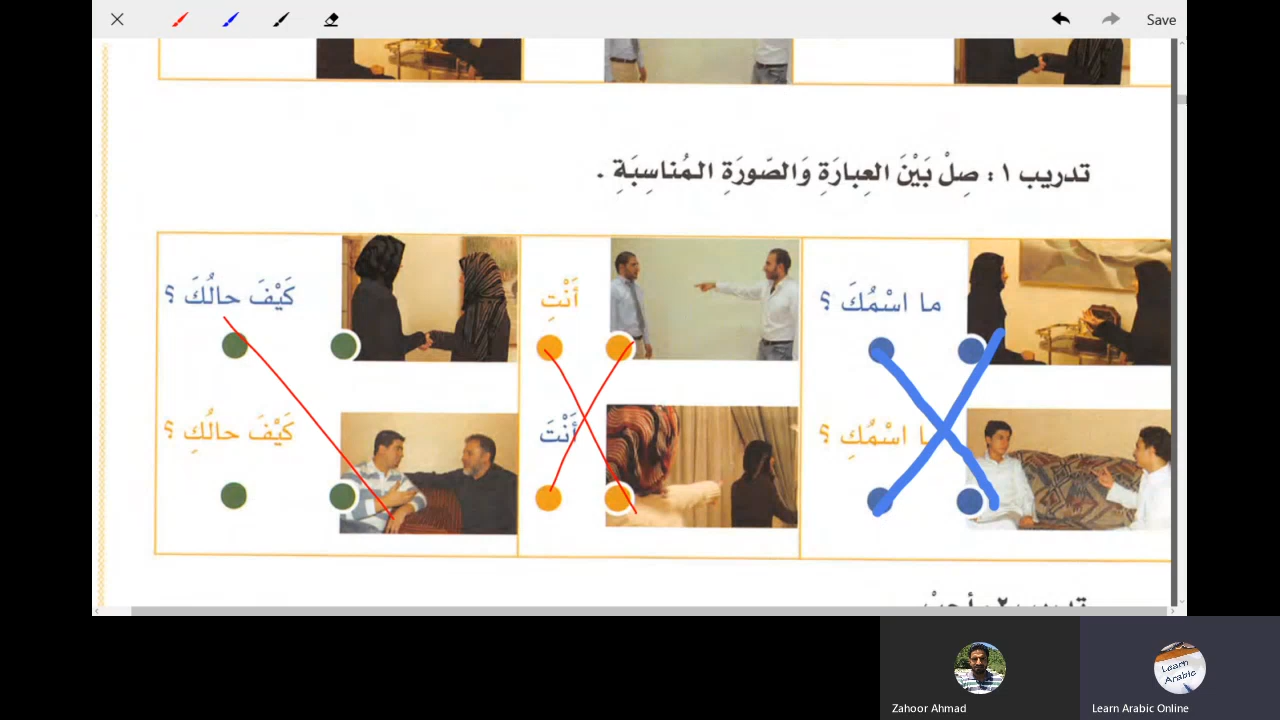 Save
تدريب ١ : صِلْ بَيْنَ العِبارَةِ وَالصّورَةِ المُناسِبَةِ .
ما اسْمُكَ ؟
أَنْتِ
كَيْفَ حالُكَ ؟
اسْمُكِ ؟
أَنْتَ
كَيْفَ حالُكِ ؟
Learn Arabic
Zahoor Ahmad
Learn Arabic Online